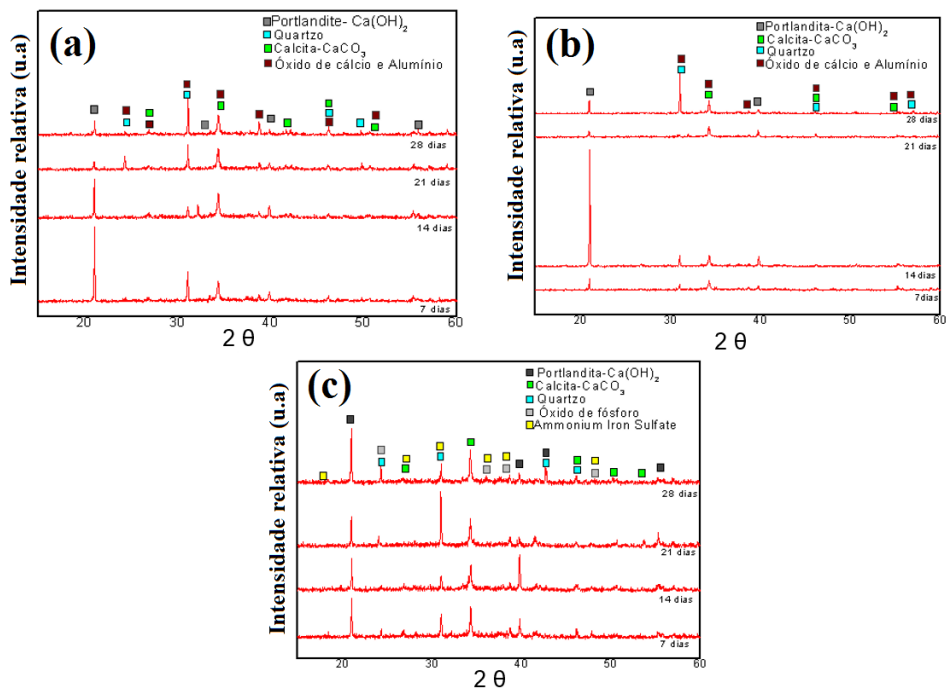 (a)
Portlandite- Ca(OH)₂
Quartzo
Calcita-CaCO₃
Óxido de cálcio e Alumínio
Intensidade relativa (u.a)
28 dias
21 dias
14 dias
7 dias
20 30 40 50 60
2 θ
(b)
Portlandita-Ca(OH)₂
Calcita-CaCO₃
Quartzo
Óxido de cálcio e Alumínio
Intensidade relativa (u.a)
28 dias
21 dias
14 dias
7dias
20 30 40 50 60
2 θ
(c)
Portlandita-Ca(OH)₂
Calcita-CaCO₃
Quartzo
Óxido de fósforo
Ammonium Iron Sulfate
Intensidade relativa (u.a)
28 dias
21 dias
14 dias
7 dias
20 30 40 50 60
2 θ